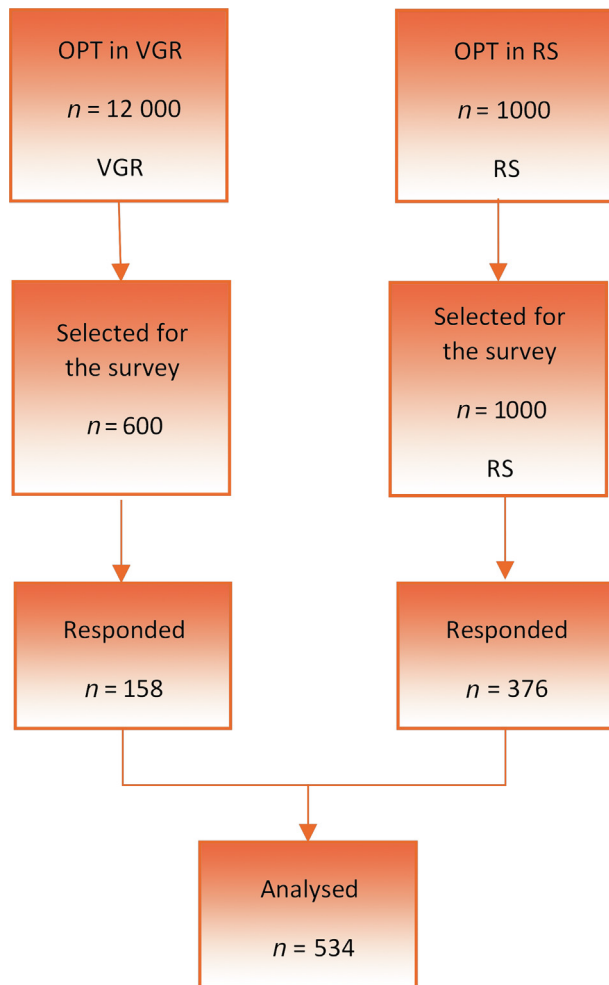 OPT in VGR
n = 12 000
VGR
OPT in RS
n = 1000
RS
Selected for
the survey
n = 600
Selected for
the survey
n = 1000
RS
Responded
n = 158
Responded
n = 376
Analysed
n = 534